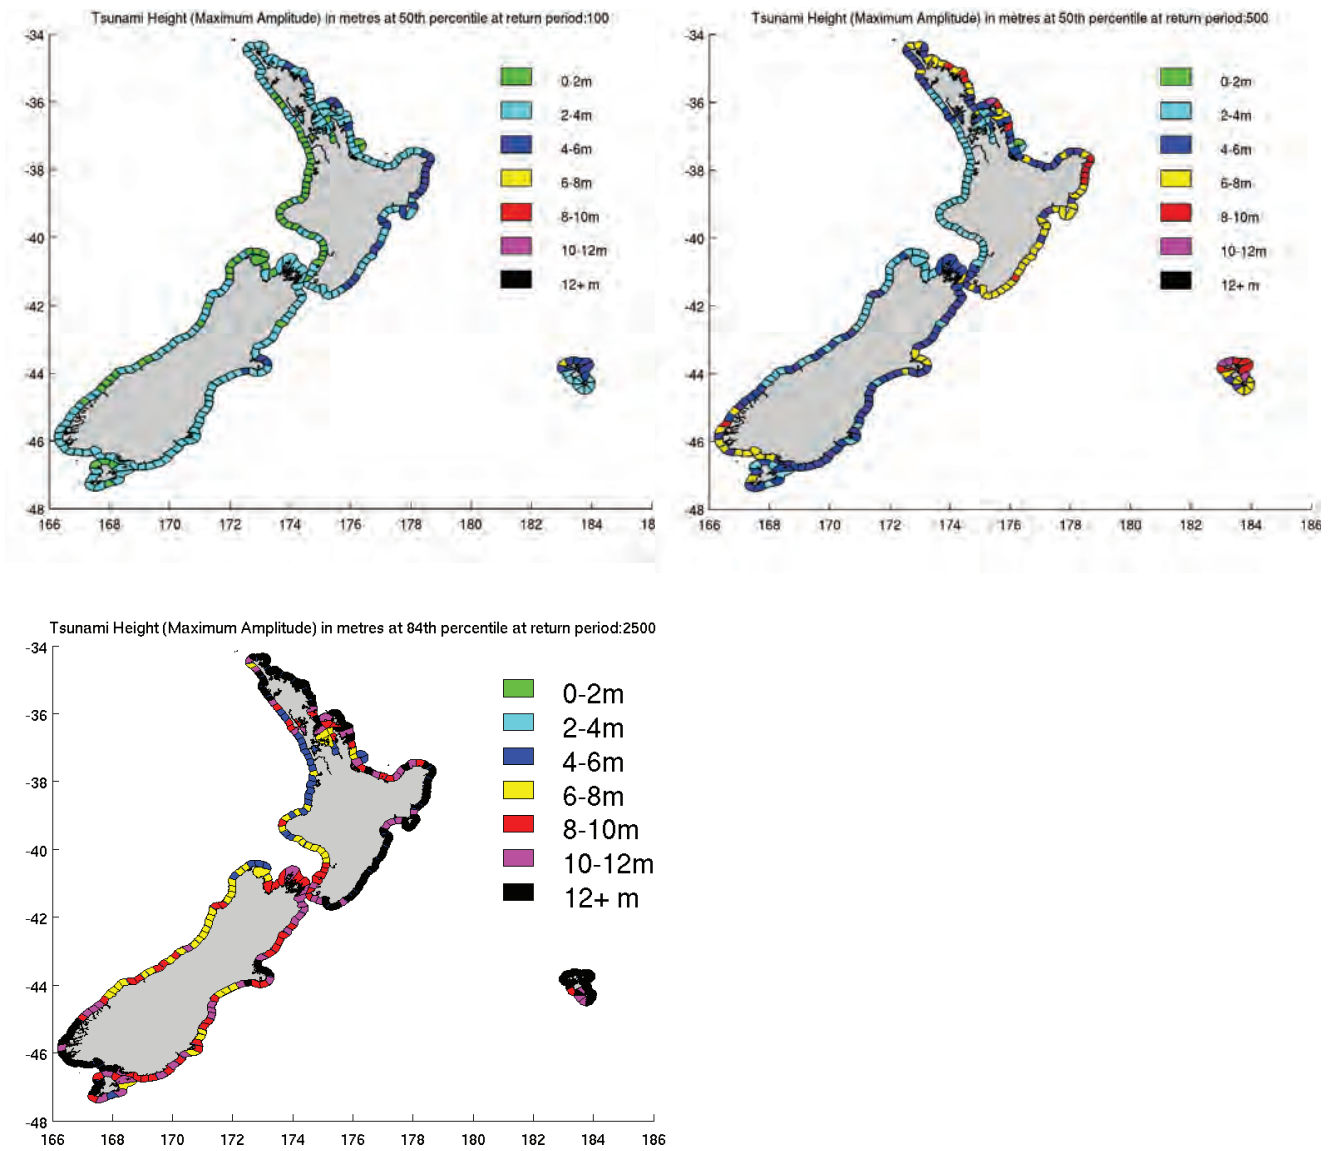 Tsunami Height (Maximum Amplitude) in metres at 50th percentile at return period:100
-34
-36
-38
-40
-42
-44
-46
-48
166
168
170
172
174
176
178
180
182
184
18
0-2m
2-4m
4-6m
6-8m
8-10m
10-12m
12+ m
Tsunami Height (Maximum Amplitude) in metres at 50th percentile at return period:500
-34
-36
-38
-40
-42
-44
-46
-48
166
168
170
172
174
176
178
180
182
184
186
0-2m
2-4m
4-6m
6-8m
8-10m
10-12m
12+ m
Tsunami Height (Maximum Amplitude) in metres at 84th percentile at return period:2500
-34
-36
-38
-40
-42
-44
-46
-48
166
168
170
172
174
176
178
180
182
184
186
0-2m
2-4m
4-6m
6-8m
8-10m
10-12m
12+ m